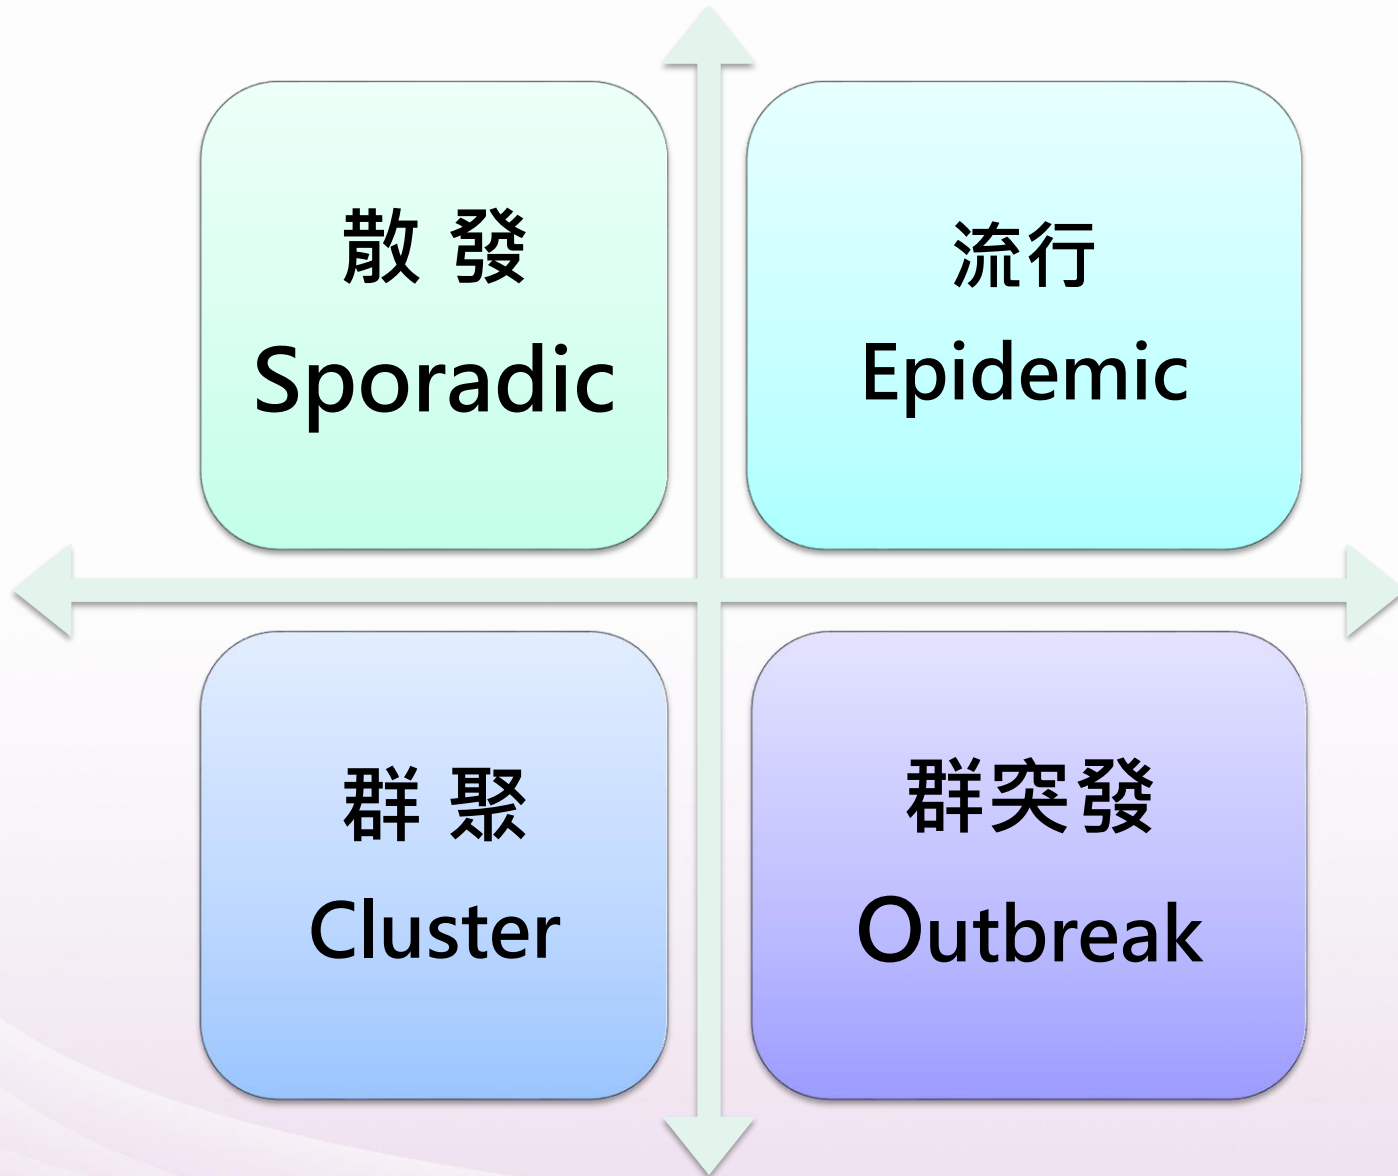 散 發
Sporadic
流行
Epidemic
群 聚
Cluster
群突發
Outbreak